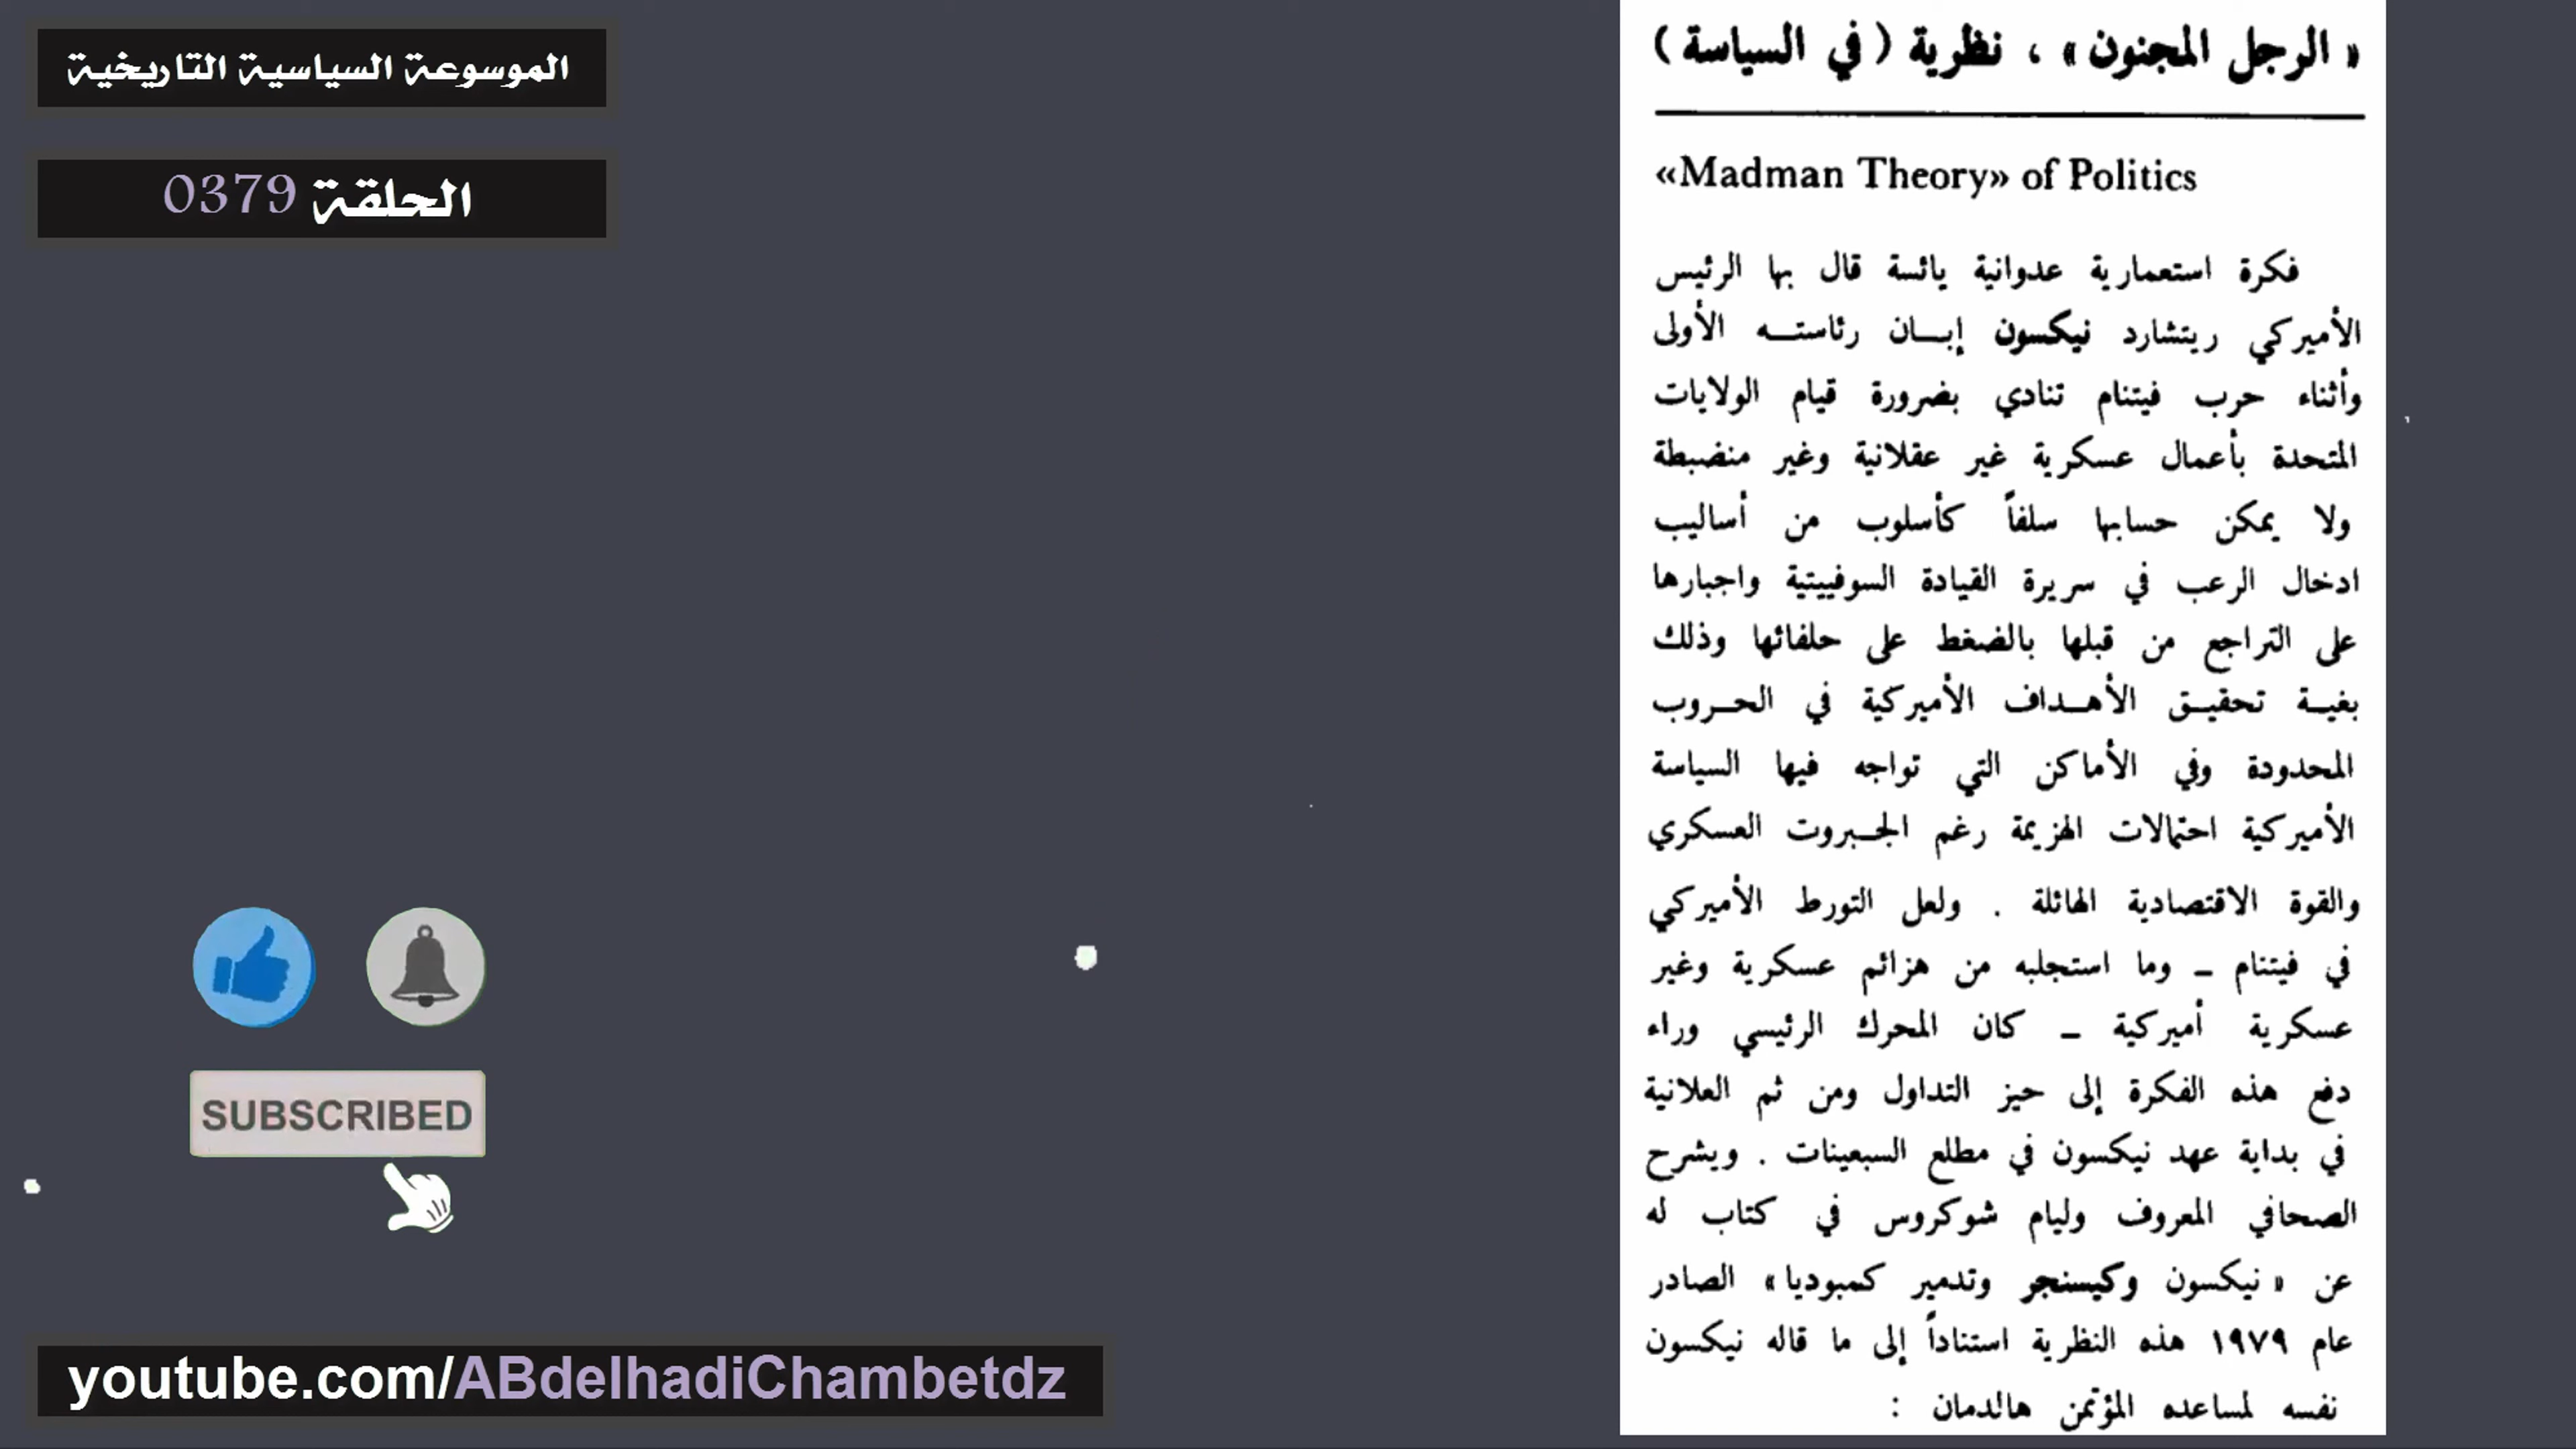 الموسوعة السياسية التاريخية
الحلقة 0379
« الرجل المجنون» ، نظرية ( في السياسة )
«Madman Theory» of Politics
فكرة استعمارية عدوانية يائسة قال بها الرئيس
الأميركي ريتشارد نيكسون إبـــان رئاستـــه الأولى
وأثناء حرب فيتنام تنادي بضرورة قيام الولايات
المتحدة بأعمال عسكرية غير عقلانية وغير منضبطة
ولا يمكن حسابها سلفاً كأسلوب من أساليب
ادخال الرعب في سريرة القيادة السوفييتية واجبارها
على التراجع من قبلها بالضغط على حلفائها وذلك
بغيـــة تحقيـــق الأهـــداف الأميركية في الحـــروب
المحدودة وفي الأماكن التي تواجه فيها السياسة
الأميركية احتمالات الهزيمة رغم الجـــبروت العسكري
والقوة الاقتصادية الهائلة . ولعل التورط الأميركي
في فيتنام – وما استجلبه من هزائم عسكرية وغير
عسكرية أميركية – كان المحرك الرئيسي وراء
دفع هذه الفكرة إلى حيز التداول ومن ثم العلانية
في بداية عهد نيكسون في مطلع السبعينات . ويشرح
الصحافي المعروف وليام شوكروس في كتاب له
عن « نيكسون وكيسنجر وتدمير كمبوديا» الصادر
عام ١٩٧٩ هذه النظرية استناداً إلى ما قاله نيكسون
نفسه لمساعده المؤتمن هالدمان :
SUBSCRIBED
youtube.com/ABdelhadiChambetdz